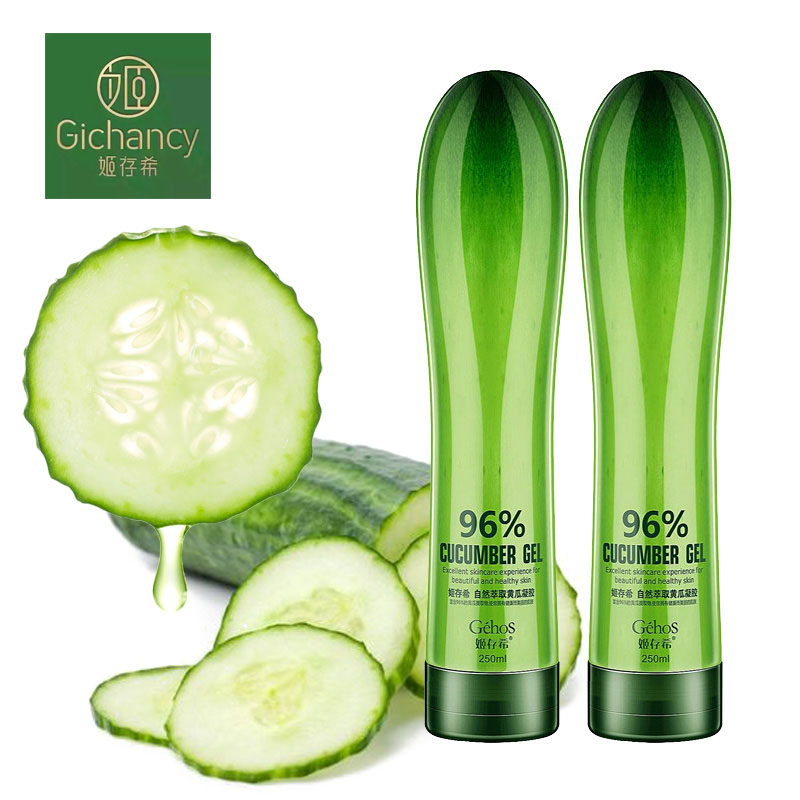 姬
Gichancy
姬存希
96%
CUCUMBER GEL
Excellent skincare experience for
beautiful and healthy skin
姬存希 自然萃取黄瓜凝胶
Géhos
姬存希®
250ml
96%
CUCUMBER GEL
Excellent skincare experience for
beautiful and healthy skin
姬存希 自然萃取黄瓜凝胶
Géhos
姬存希®
250ml